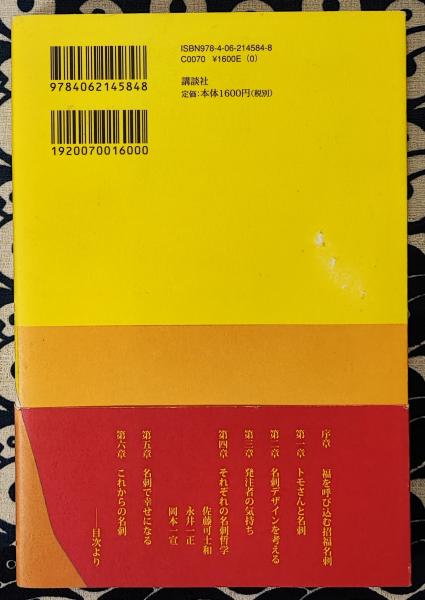 ISBN978-4-06-214584-8
C0070 ¥1600E (0)
9784062145848
講談社
定価:本体1600円(税別)
1920070016000
序章 福を呼び込む招福名刺
第一章 トモさんと名刺
第二章 名刺デザインを考える
第三章 発注者の気持ち
第四章 それぞれの名刺哲学
佐藤可士和
永井一正
岡本一宣
第五章 名刺で幸せになる
第六章 これからの名刺
──目次より